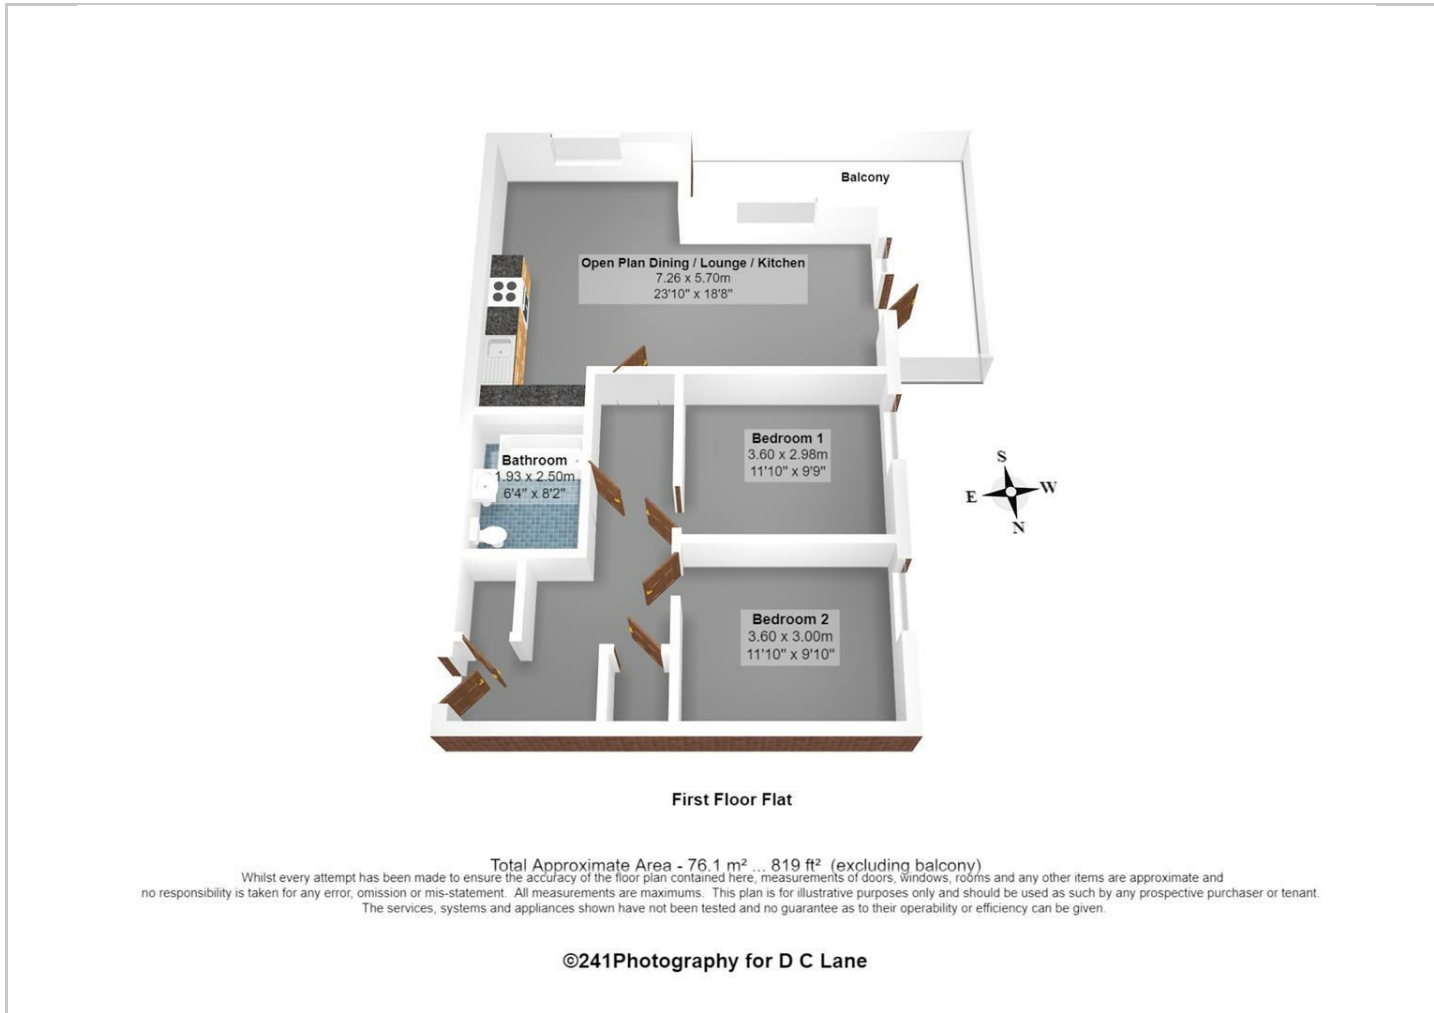 Balcony
Open Plan Dining / Lounge / Kitchen
7.26 x 5.70m
23'10" x 18'8"
Bedroom 1
3.60 x 2.98m
11'10" x 9'9"
Bathroom
1.93 x 2.50m
6'4" x 8'2"
S
E
W
N
Bedroom 2
3.60 x 3.00m
11'10" x 9'10"
First Floor Flat
Total Approximate Area - 76.1 m² ... 819 ft² (excluding balcony)
Whilst every attempt has been made to ensure the accuracy of the floor plan contained here, measurements of doors, windows, rooms and any other items are approximate and
no responsibility is taken for any error, omission or mis-statement. All measurements are maximums. This plan is for illustrative purposes only and should be used as such by any prospective purchaser or tenant.
The services, systems and appliances shown have not been tested and no guarantee as to their operability or efficiency can be given.
©241Photography for D C Lane